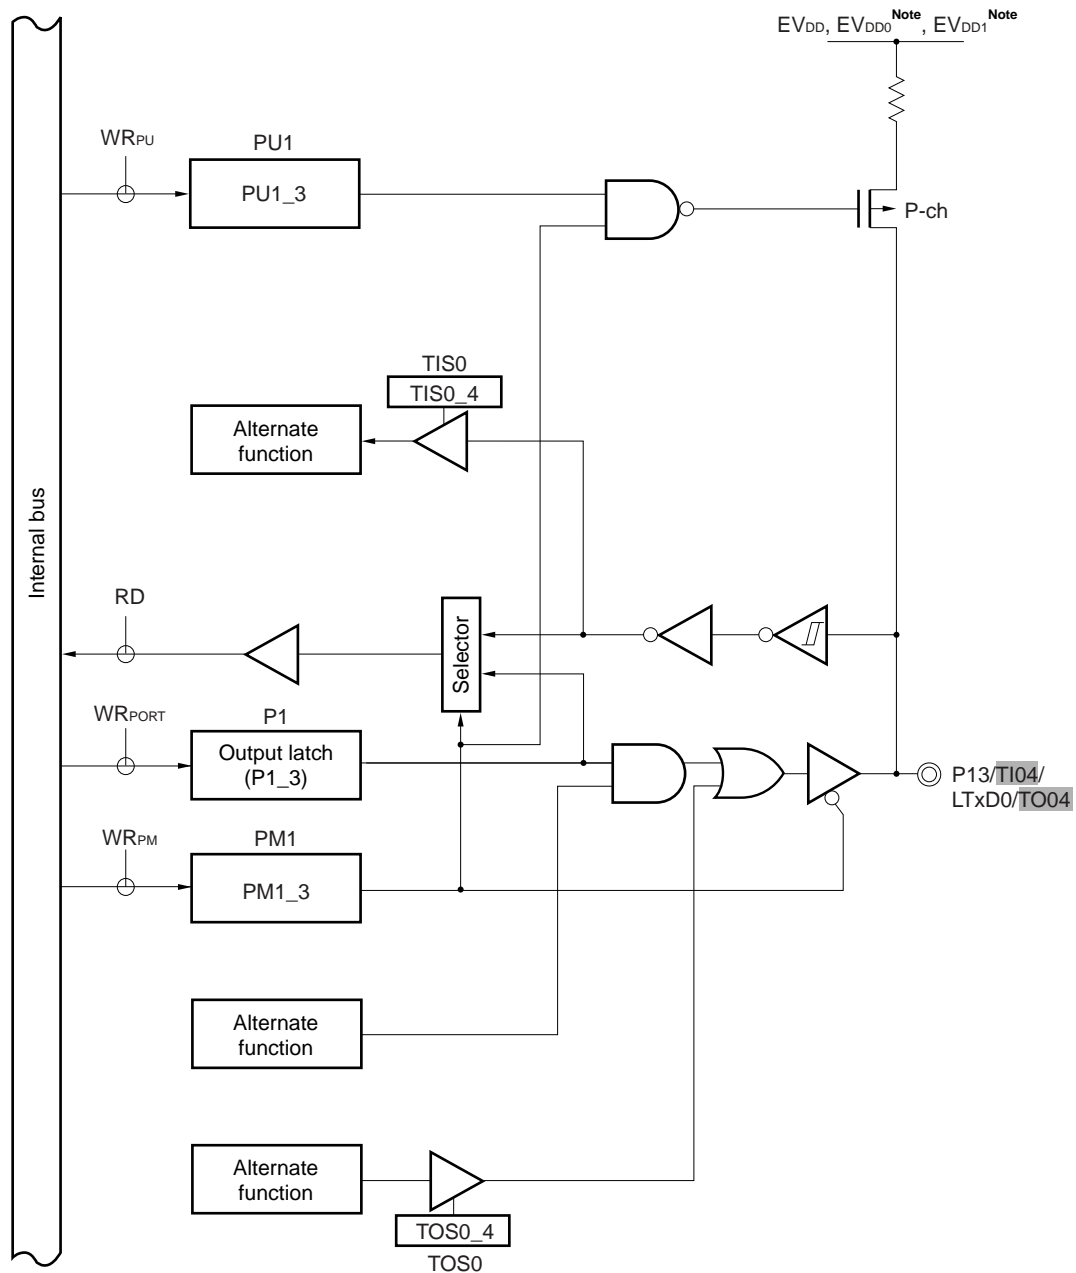 EVDD, EVDD0Note, EVDD1Note
WRPU
PU1
PU1_3
P-ch
TIS0
TIS0_4
Alternate
function
Internal bus
RD
Selector
WRPORT
P1
Output latch
(P1_3)
P13/TI04/
LTxD0/TO04
WRPM
PM1
PM1_3
Alternate
function
Alternate
function
TOS0_4
TOS0